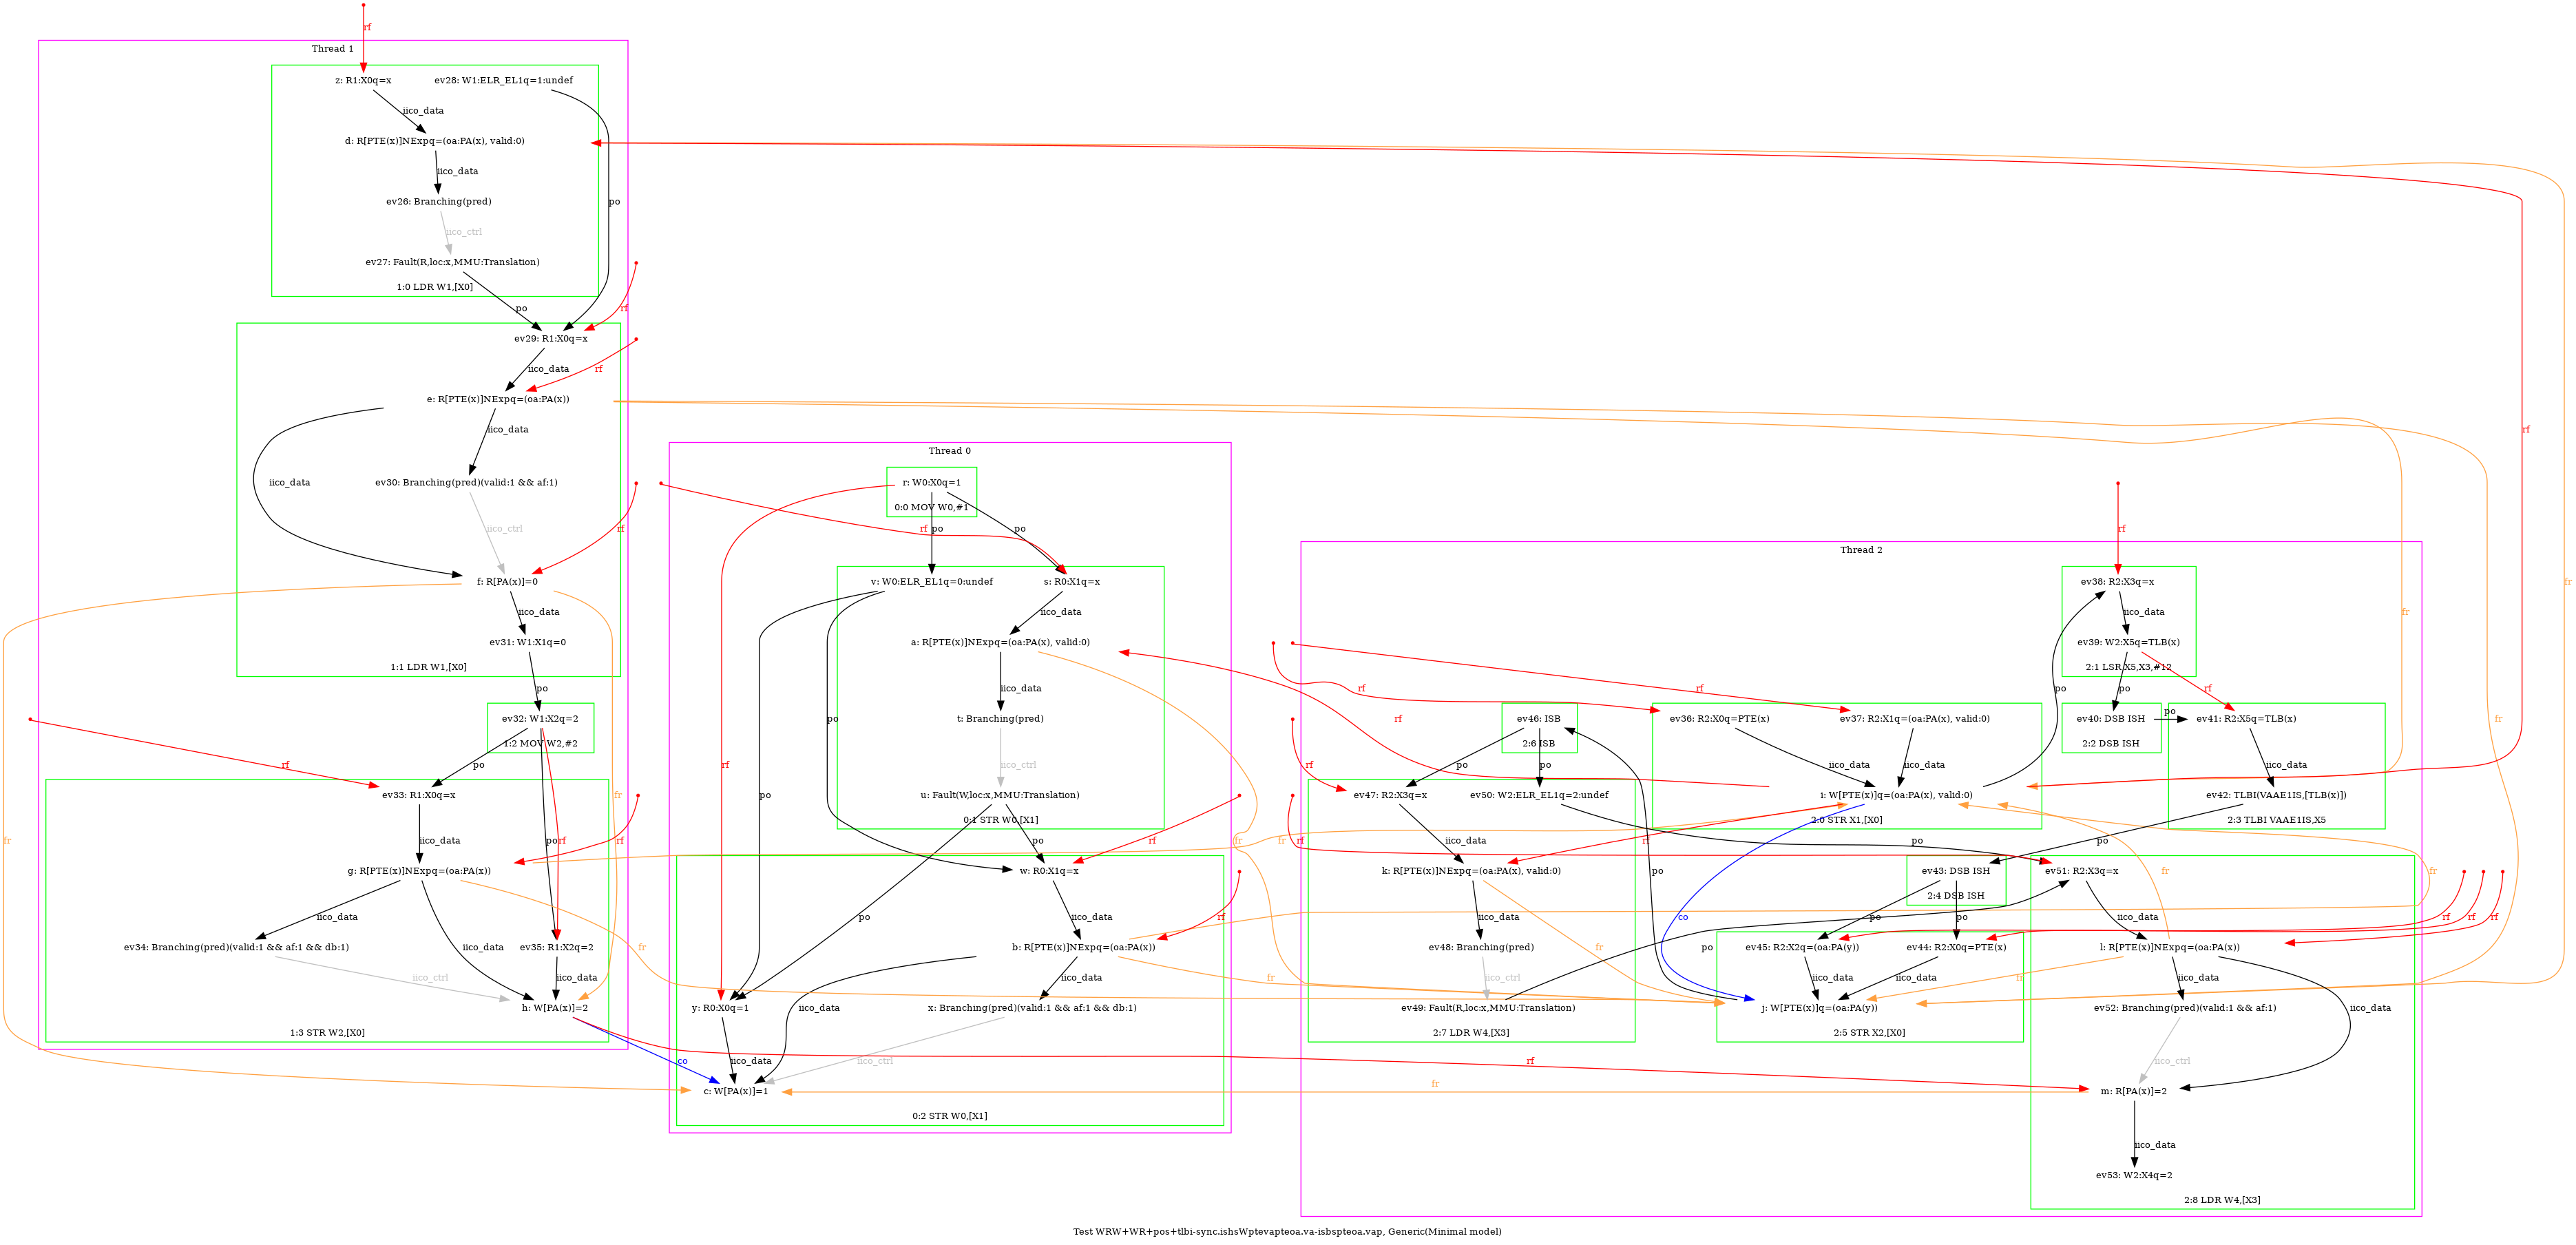 rf
Thread 1
z: R1:X0q=x
ev28: W1:ELR_EL1q=1:undef
iico_data
d: R[PTE(x)]NExpq=(oa:PA(x), valid:0)
iico_data
ev26: Branching(pred)
po
iico_ctrl
ev27: Fault(R,loc:x,MMU:Translation)
1:0 LDR W1,[X0]
po
rf
ev29: R1:X0q=x
iico_data
rf
e: R[PTE(x)]NExpq=(oa:PA(x))
iico_data
iico_data
ev30: Branching(pred)(valid:1 && af:1)
iico_ctrl
rf
f: R[PA(x)]=0
iico_data
ev31: W1:X1q=0
1:1 LDR W1,[X0]
po
ev32: W1:X2q=2
1:2 MOV W2,#2
rf
po
ev33: R1:X0q=x
iico_data
po
rf
fr
rf
g: R[PTE(x)]NExpq=(oa:PA(x))
iico_data
iico_data
ev34: Branching(pred)(valid:1 && af:1 && db:1)
ev35: R1:X2q=2
iico_ctrl
iico_data
h: W[PA(x)]=2
1:3 STR W2,[X0]
fr
fr
co
rf
Thread 0
r: W0:X0q=1
0:0 MOV W0,#1
rf
po
po
v: W0:ELR_EL1q=0:undef
s: R0:X1q=x
iico_data
a: R[PTE(x)]NExpq=(oa:PA(x), valid:0)
iico_data
t: Branching(pred)
iico_ctrl
u: Fault(W,loc:x,MMU:Translation)
0:1 STR W0,[X1]
rf
po
po
po
po
rf
fr
fr
w: R0:X1q=x
iico_data
rf
b: R[PTE(x)]NExpq=(oa:PA(x))
iico_data
iico_data
y: R0:X0q=1
x: Branching(pred)(valid:1 && af:1 && db:1)
iico_data
iico_ctrl
c: W[PA(x)]=1
0:2 STR W0,[X1]
fr
fr
rf
rf
rf
fr
fr
fr
rf
Thread 2
ev38: R2:X3q=x
iico_data
ev39: W2:X5q=TLB(x)
2:1 LSR X5,X3,#12
po
rf
po
rf
rf
ev46: ISB
2:6 ISB
ev36: R2:X0q=PTE(x)
ev37: R2:X1q=(oa:PA(x), valid:0)
ev40: DSB ISH
2:2 DSB ISH
po
ev41: R2:X5q=TLB(x)
po
po
iico_data
iico_data
iico_data
rf
ev47: R2:X3q=x
ev50: W2:ELR_EL1q=2:undef
i: W[PTE(x)]q=(oa:PA(x), valid:0)
2:0 STR X1,[X0]
ev42: TLBI(VAAE1IS,[TLB(x)])
2:3 TLBI VAAE1IS,X5
rf
iico_data
rf
po
po
k: R[PTE(x)]NExpq=(oa:PA(x), valid:0)
po
ev43: DSB ISH
2:4 DSB ISH
ev51: R2:X3q=x
fr
fr
iico_data
po
po
po
iico_data
rf
rf
rf
ev48: Branching(pred)
fr
ev45: R2:X2q=(oa:PA(y))
ev44: R2:X0q=PTE(x)
l: R[PTE(x)]NExpq=(oa:PA(x))
iico_ctrl
co
iico_data
iico_data
fr
iico_data
ev49: Fault(R,loc:x,MMU:Translation)
2:7 LDR W4,[X3]
j: W[PTE(x)]q=(oa:PA(y))
2:5 STR X2,[X0]
ev52: Branching(pred)(valid:1 && af:1)
iico_data
iico_ctrl
rf
fr
m: R[PA(x)]=2
iico_data
ev53: W2:X4q=2
2:8 LDR W4,[X3]
Test WRW+WR+pos+tlbi-sync.ishsWptevapteoa.va-isbspteoa.vap, Generic(Minimal model)